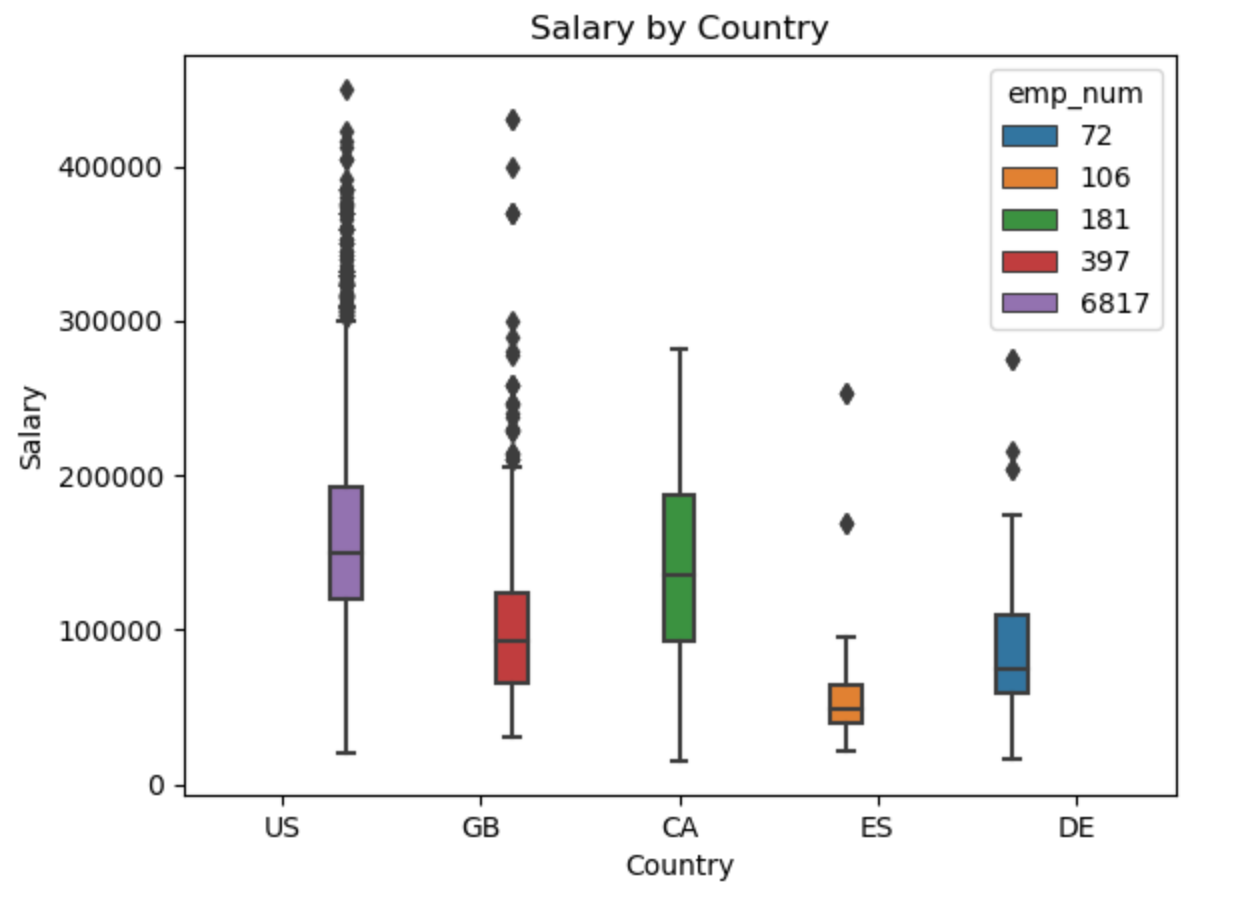 Salary by Country
emp_num
72
106
181
397
6817
400000
300000
200000
100000
0
Salary
US
GB
CA
ES
DE
Country